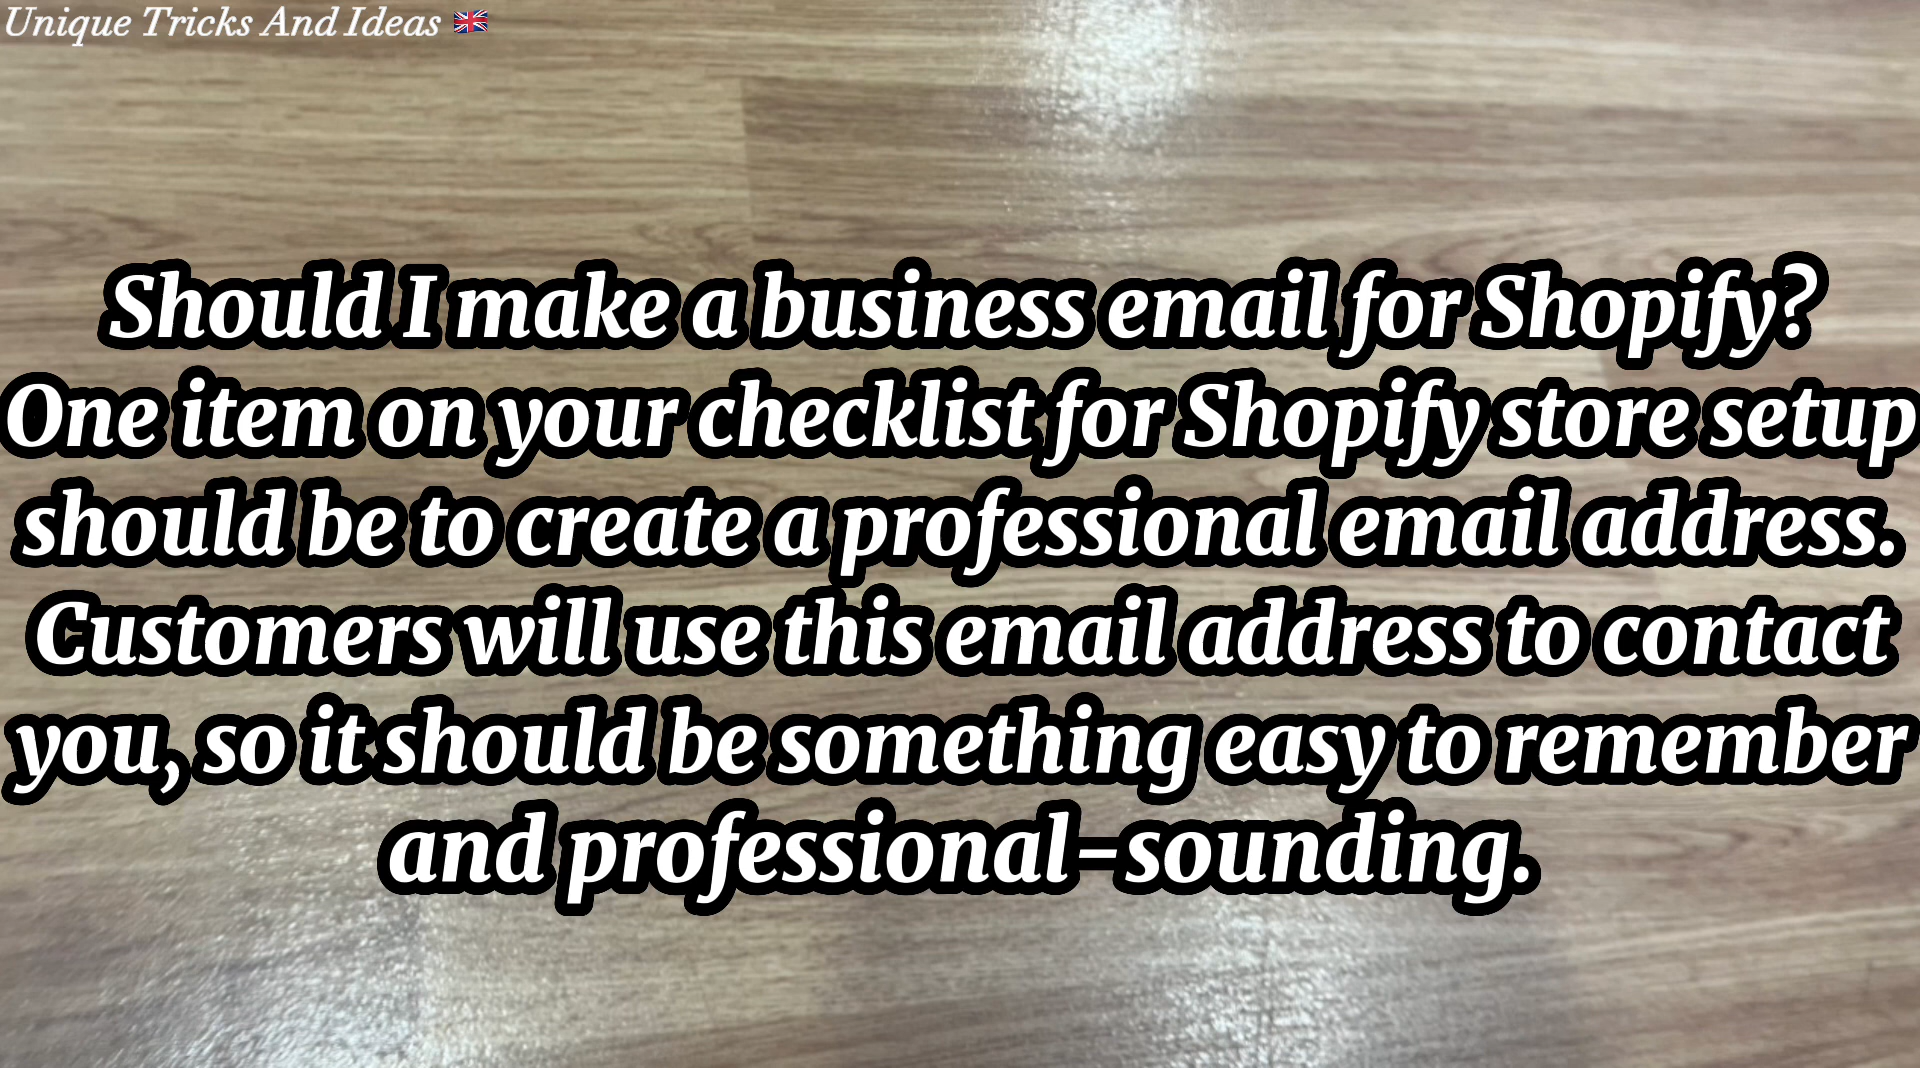 Unique Tricks And Ideas 🇬🇧
Should I make a business email for Shopify?
One item on your checklist for Shopify store setup
should be to create a professional email address.
Customers will use this email address to contact
you, so it should be something easy to remember
and professional-sounding.